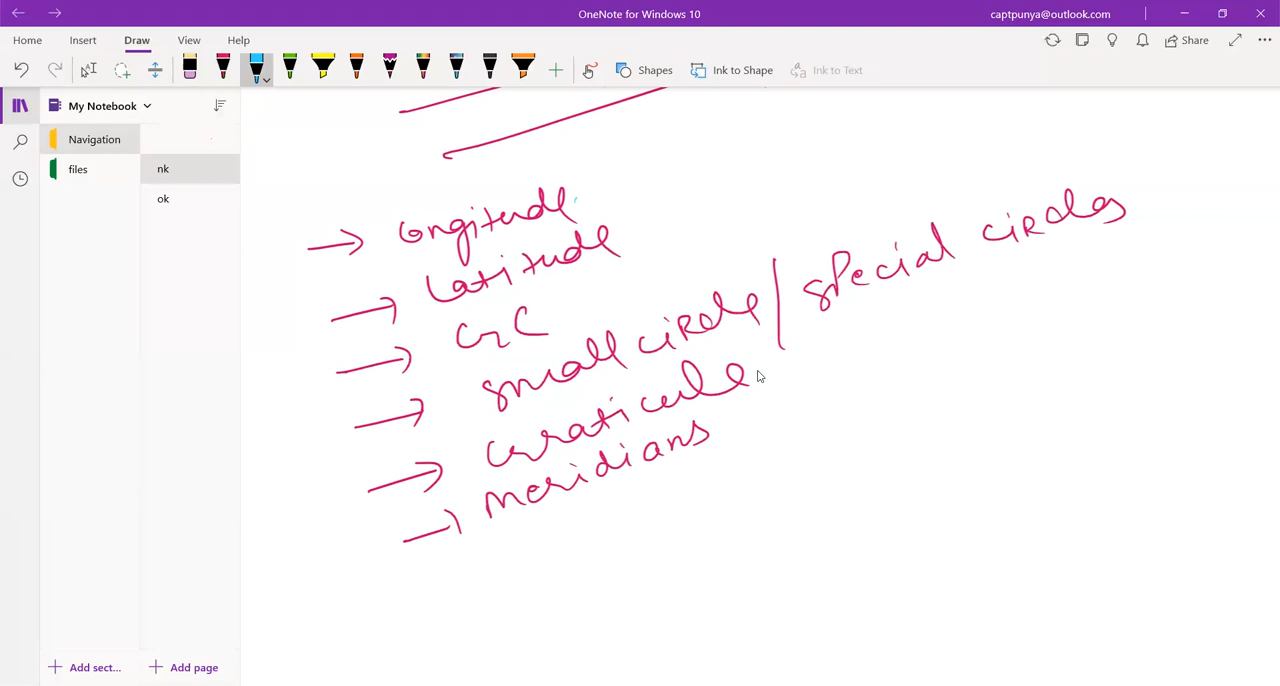 OneNote for Windows 10
captpunya@outlook.com
Home Insert Draw View Help
Share
Shapes Ink to Shape Ink to Text
My Notebook
Navigation
files
nk
ok
Longitude
Latitude
GC
Small circle / special circles
Graticule
Meridians
Add sect...
Add page